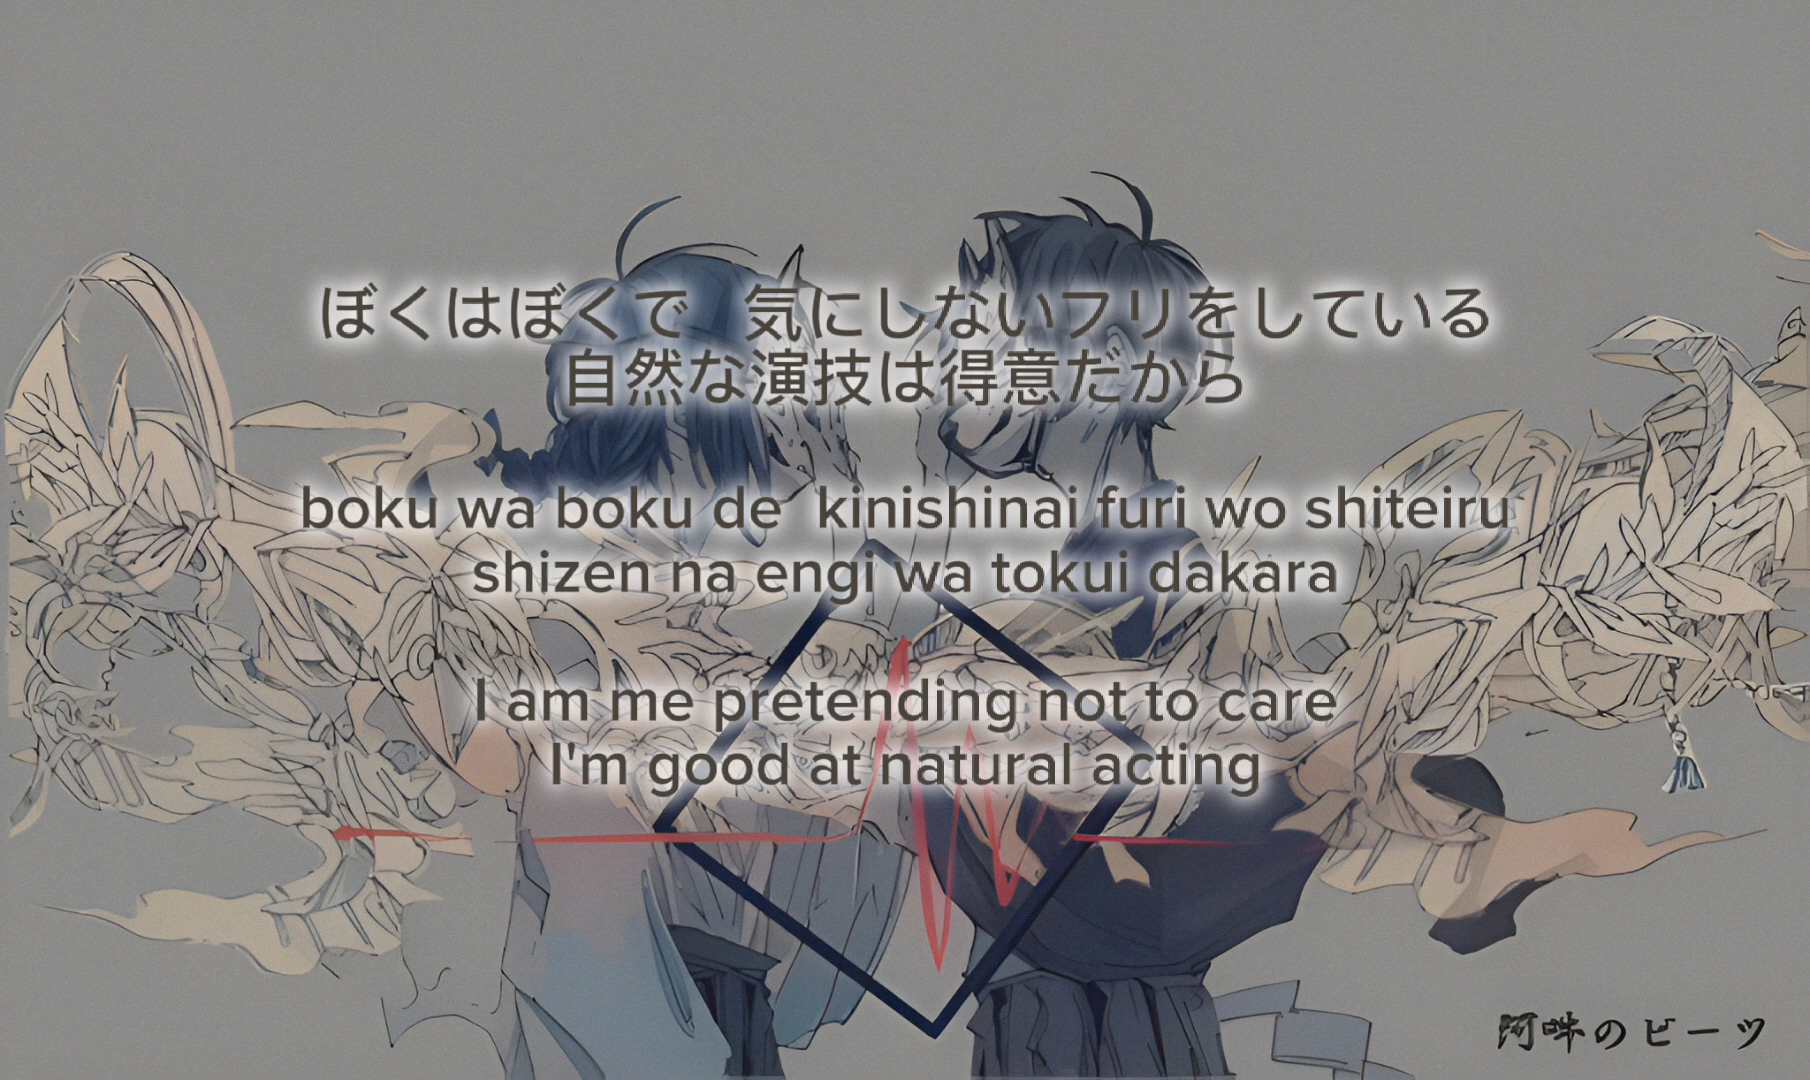 ぼくはぼくで　気にしないフリをしている
自然な演技は得意だから
boku wa boku de  kinishinai furi wo shiteiru
shizen na engi wa tokui dakara
I am me pretending not to care
I'm good at natural acting
阿吽のビーツ